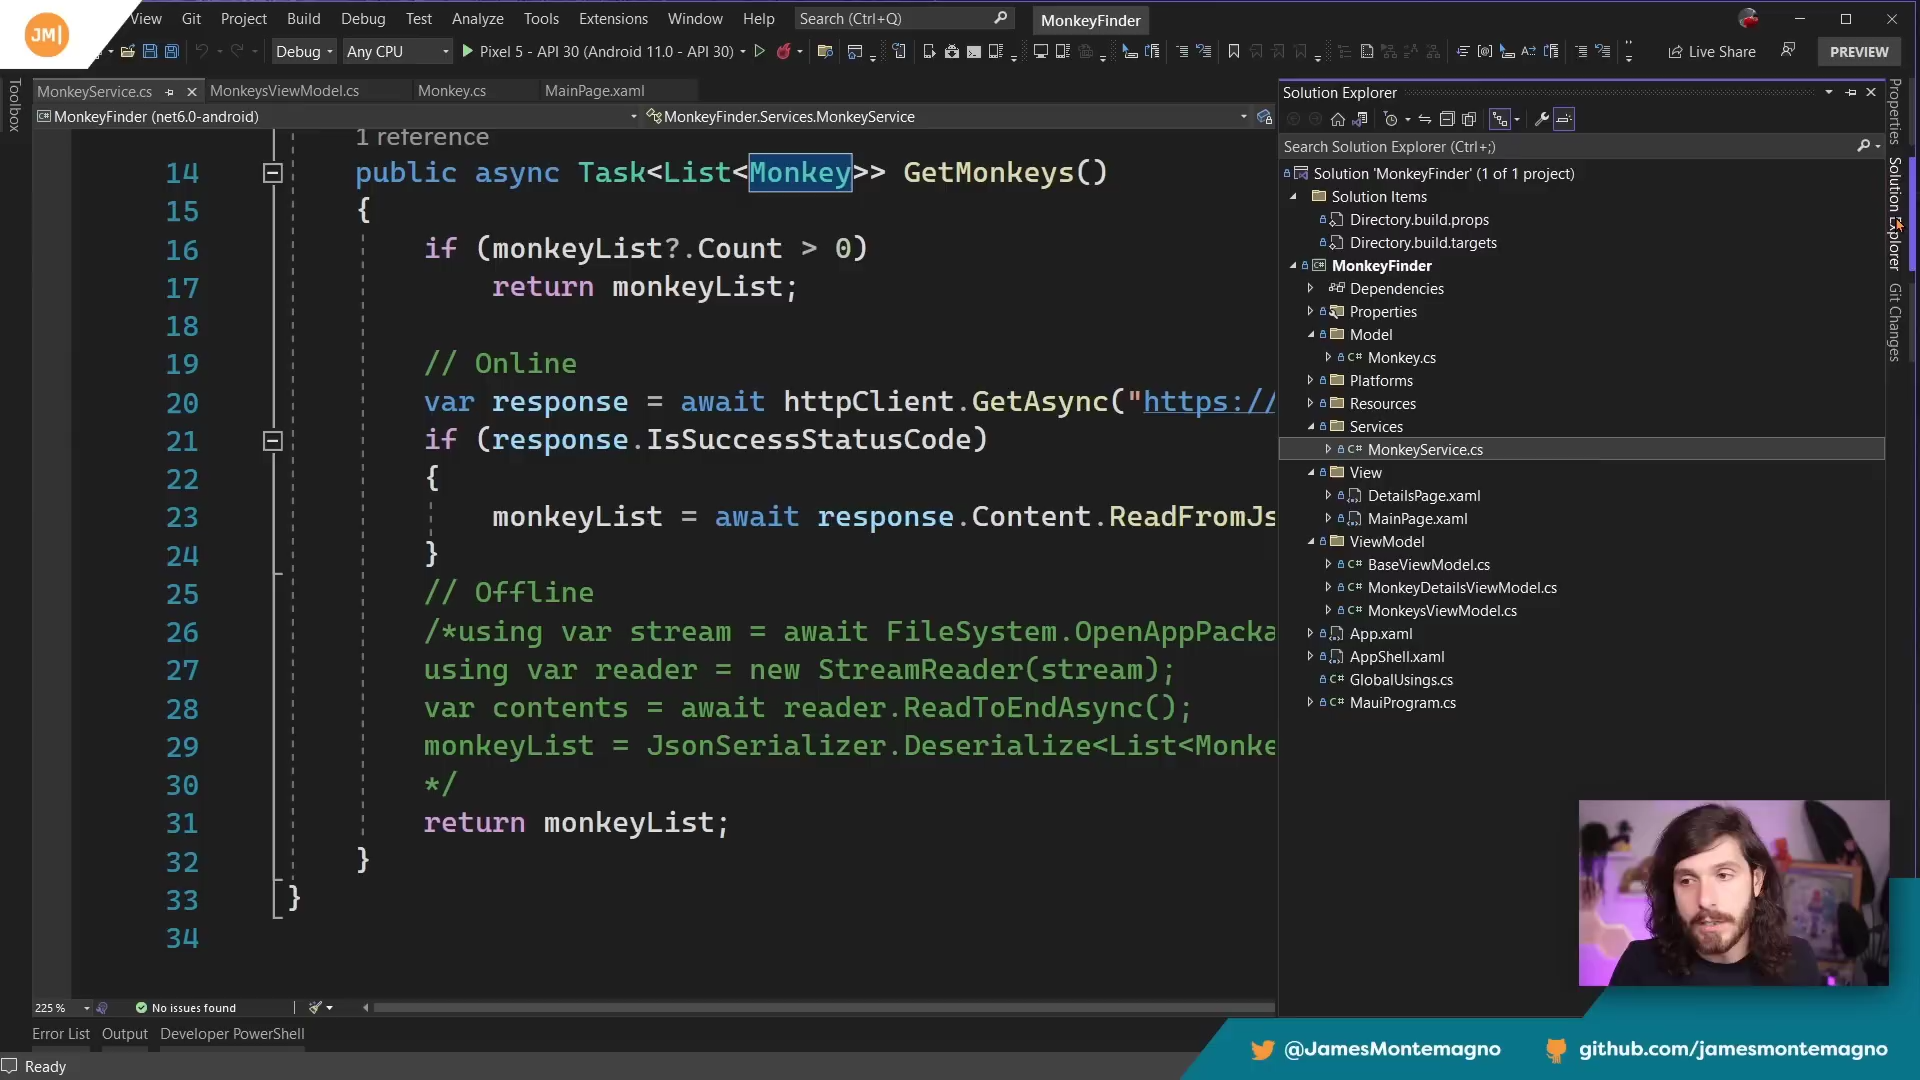 JM|
View Git Project Build Debug Test Analyze Tools Extensions Window Help Search (Ctrl+Q) MonkeyFinder
Debug Any CPU Pixel 5 - API 30 (Android 11.0 - API 30) Live Share PREVIEW
Toolbox
MonkeyService.cs MonkeysViewModel.cs Monkey.cs MainPage.xaml
MonkeyFinder (net6.0-android) MonkeyFinder.Services.MonkeyService
1 reference
14 public async Task<List<Monkey>> GetMonkeys()
15 {
16 if (monkeyList?.Count > 0)
17 return monkeyList;
18
19 // Online
20 var response = await httpClient.GetAsync("https://
21 if (response.IsSuccessStatusCode)
22 {
23 monkeyList = await response.Content.ReadFromJs
24 }
25 // Offline
26 /*using var stream = await FileSystem.OpenAppPacka
27 using var reader = new StreamReader(stream);
28 var contents = await reader.ReadToEndAsync();
29 monkeyList = JsonSerializer.Deserialize<List<Monke
30 */
31 return monkeyList;
32 }
33 }
34
225 % No issues found
Error List Output Developer PowerShell
Ready
Solution Explorer
Search Solution Explorer (Ctrl+;)
Solution 'MonkeyFinder' (1 of 1 project)
Solution Items
Directory.build.props
Directory.build.targets
MonkeyFinder
Dependencies
Properties
Model
C# Monkey.cs
Platforms
Resources
Services
C# MonkeyService.cs
View
DetailsPage.xaml
MainPage.xaml
ViewModel
C# BaseViewModel.cs
C# MonkeyDetailsViewModel.cs
C# MonkeysViewModel.cs
App.xaml
AppShell.xaml
C# GlobalUsings.cs
C# MauiProgram.cs
Properties
Solution Explorer
Git Changes
@JamesMontemagno github.com/jamesmontemagno